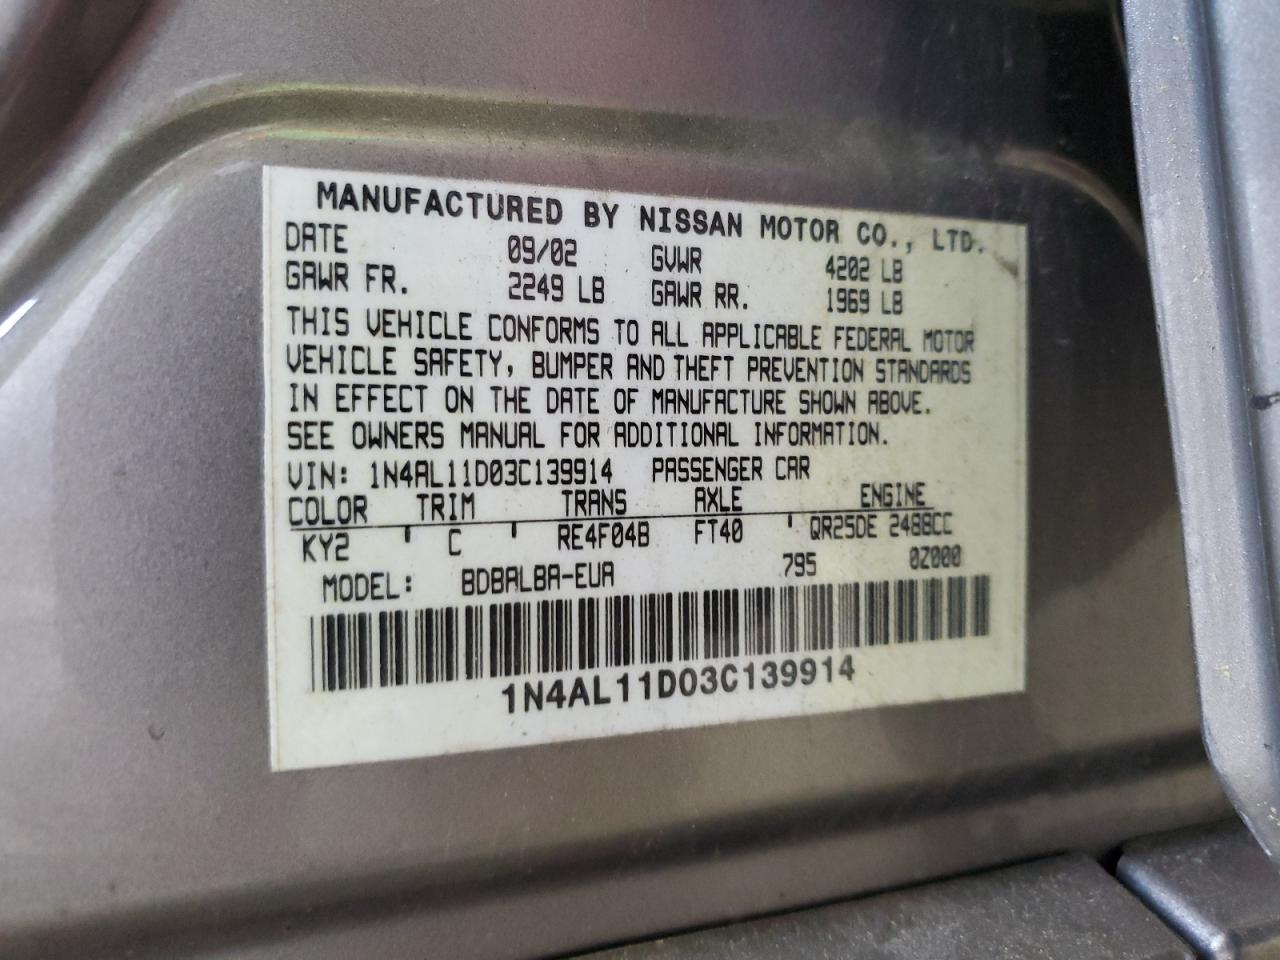 MANUFACTURED BY NISSAN MOTOR CO., LTD.
DATE 09/02 GVWR 4202 LB
GAWR FR. 2249 LB GAWR RR. 1969 LB
THIS VEHICLE CONFORMS TO ALL APPLICABLE FEDERAL MOTOR
VEHICLE SAFETY, BUMPER AND THEFT PREVENTION STANDARDS
IN EFFECT ON THE DATE OF MANUFACTURE SHOWN ABOVE.
SEE OWNERS MANUAL FOR ADDITIONAL INFORMATION.
VIN: 1N4AL11D03C139914 PASSENGER CAR
COLOR TRIM TRANS AXLE ENGINE
KY2 ' C ' RE4F04B FT40 ' QR25DE 2488CC
MODEL: BDBALBA-EUA 795 0Z000
1N4AL11D03C139914